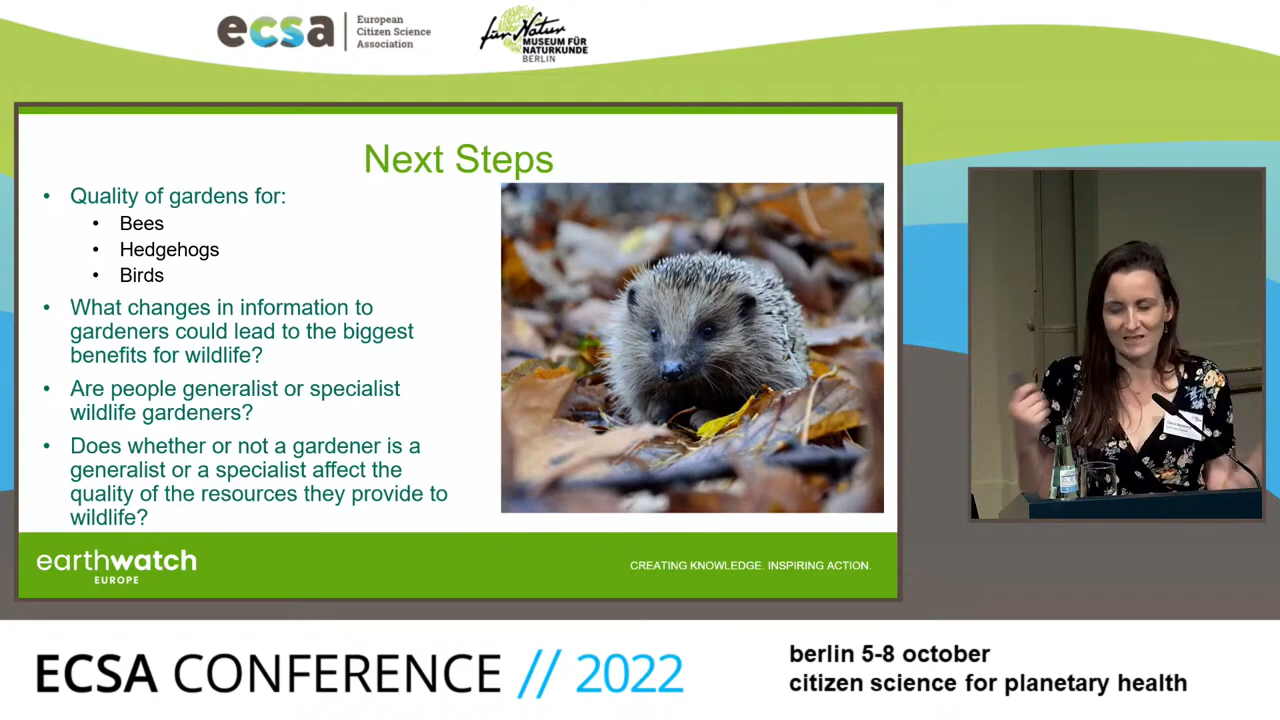 ecsa
European
Citizen Science
Association
für Natur
MUSEUM FÜR
NATURKUNDE
BERLIN
Next Steps
• Quality of gardens for:
• Bees
• Hedgehogs
• Birds
• What changes in information to
gardeners could lead to the biggest
benefits for wildlife?
• Are people generalist or specialist
wildlife gardeners?
• Does whether or not a gardener is a
generalist or a specialist affect the
quality of the resources they provide to
wildlife?
earthwatch
EUROPE
CREATING KNOWLEDGE. INSPIRING ACTION.
ECSA CONFERENCE // 2022
berlin 5-8 october
citizen science for planetary health